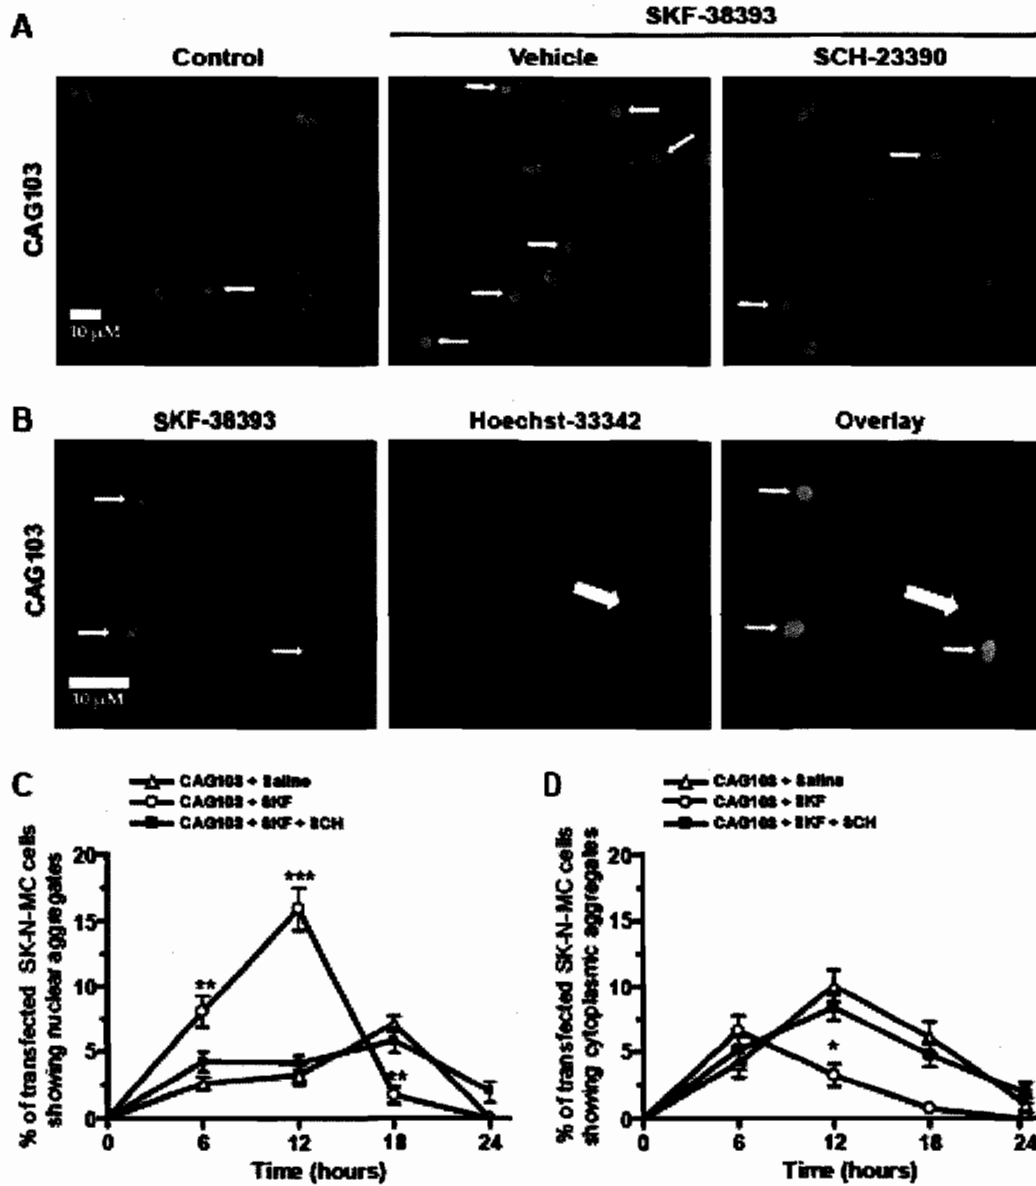 A
SKF-38393
Control
Vehicle
SCH-23390
CAG103
10 µM
B
SKF-38393
Hoechst-33342
Overlay
CAG103
10 µM
C
CAG103 + Saline
CAG103 + SKF
CAG103 + SKF + SCH
% of transfected SK-N-MC cells
showing nuclear aggregates
20
15
10
5
0
**
***
**
0
6
12
18
24
Time (hours)
D
CAG103 + Saline
CAG103 + SKF
CAG103 + SKF + SCH
% of transfected SK-N-MC cells
showing cytoplasmic aggregates
20
15
10
5
0
*
0
6
12
18
24
Time (hours)